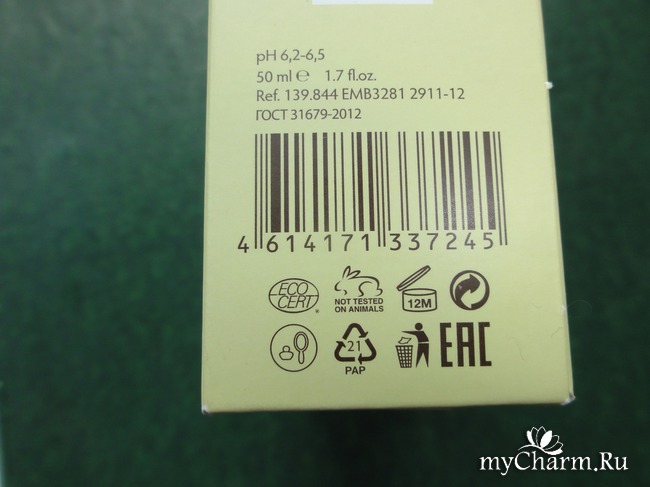 pH 6,2-6,5
50 ml ℮ 1.7 fl.oz.
Ref. 139.844 EMB3281 2911-12
ГОСТ 31679-2012
4 614171 337245
ECO CERT
NOT TESTED
ON ANIMALS
12M
21
PAP
EAC
myCharm.Ru